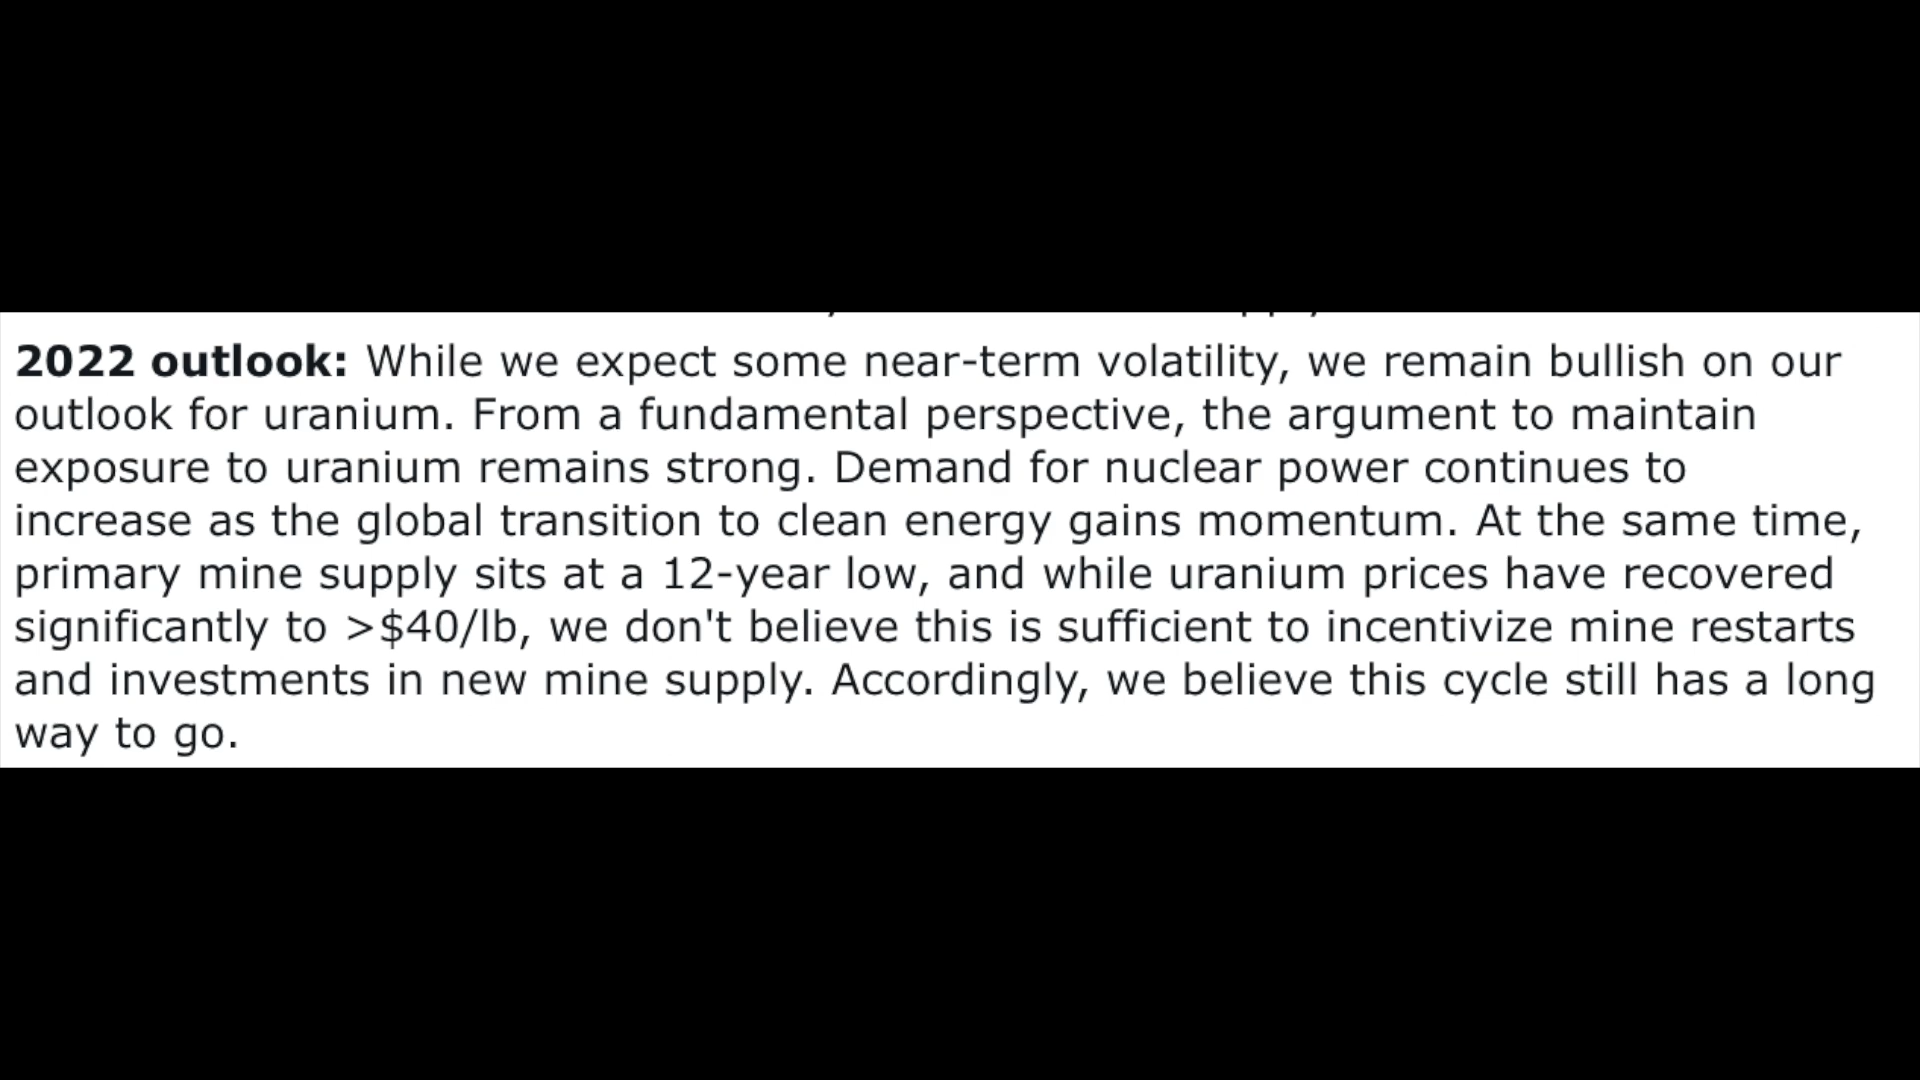 2022 outlook: While we expect some near-term volatility, we remain bullish on our
outlook for uranium. From a fundamental perspective, the argument to maintain
exposure to uranium remains strong. Demand for nuclear power continues to
increase as the global transition to clean energy gains momentum. At the same time,
primary mine supply sits at a 12-year low, and while uranium prices have recovered
significantly to >$40/lb, we don't believe this is sufficient to incentivize mine restarts
and investments in new mine supply. Accordingly, we believe this cycle still has a long
way to go.